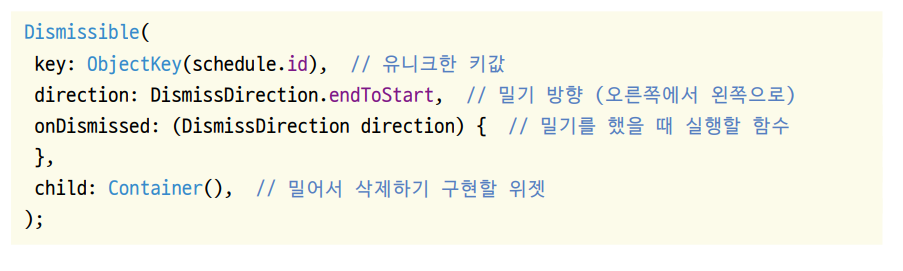 Dismissible(
key: ObjectKey(schedule.id), // 유니크한 키값
direction: DismissDirection.endToStart, // 밀기 방향 (오른쪽에서 왼쪽으로)
onDismissed: (DismissDirection direction) { // 밀기를 했을 때 실행할 함수
},
child: Container(), // 밀어서 삭제하기 구현할 위젯
);